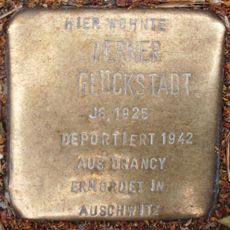 HIER WOHNTE
WERNER
GLÜCKSTADT
JG. 1925
DEPORTIERT 1942
AUS DRANCY
ERMORDET IN
AUSCHWITZ